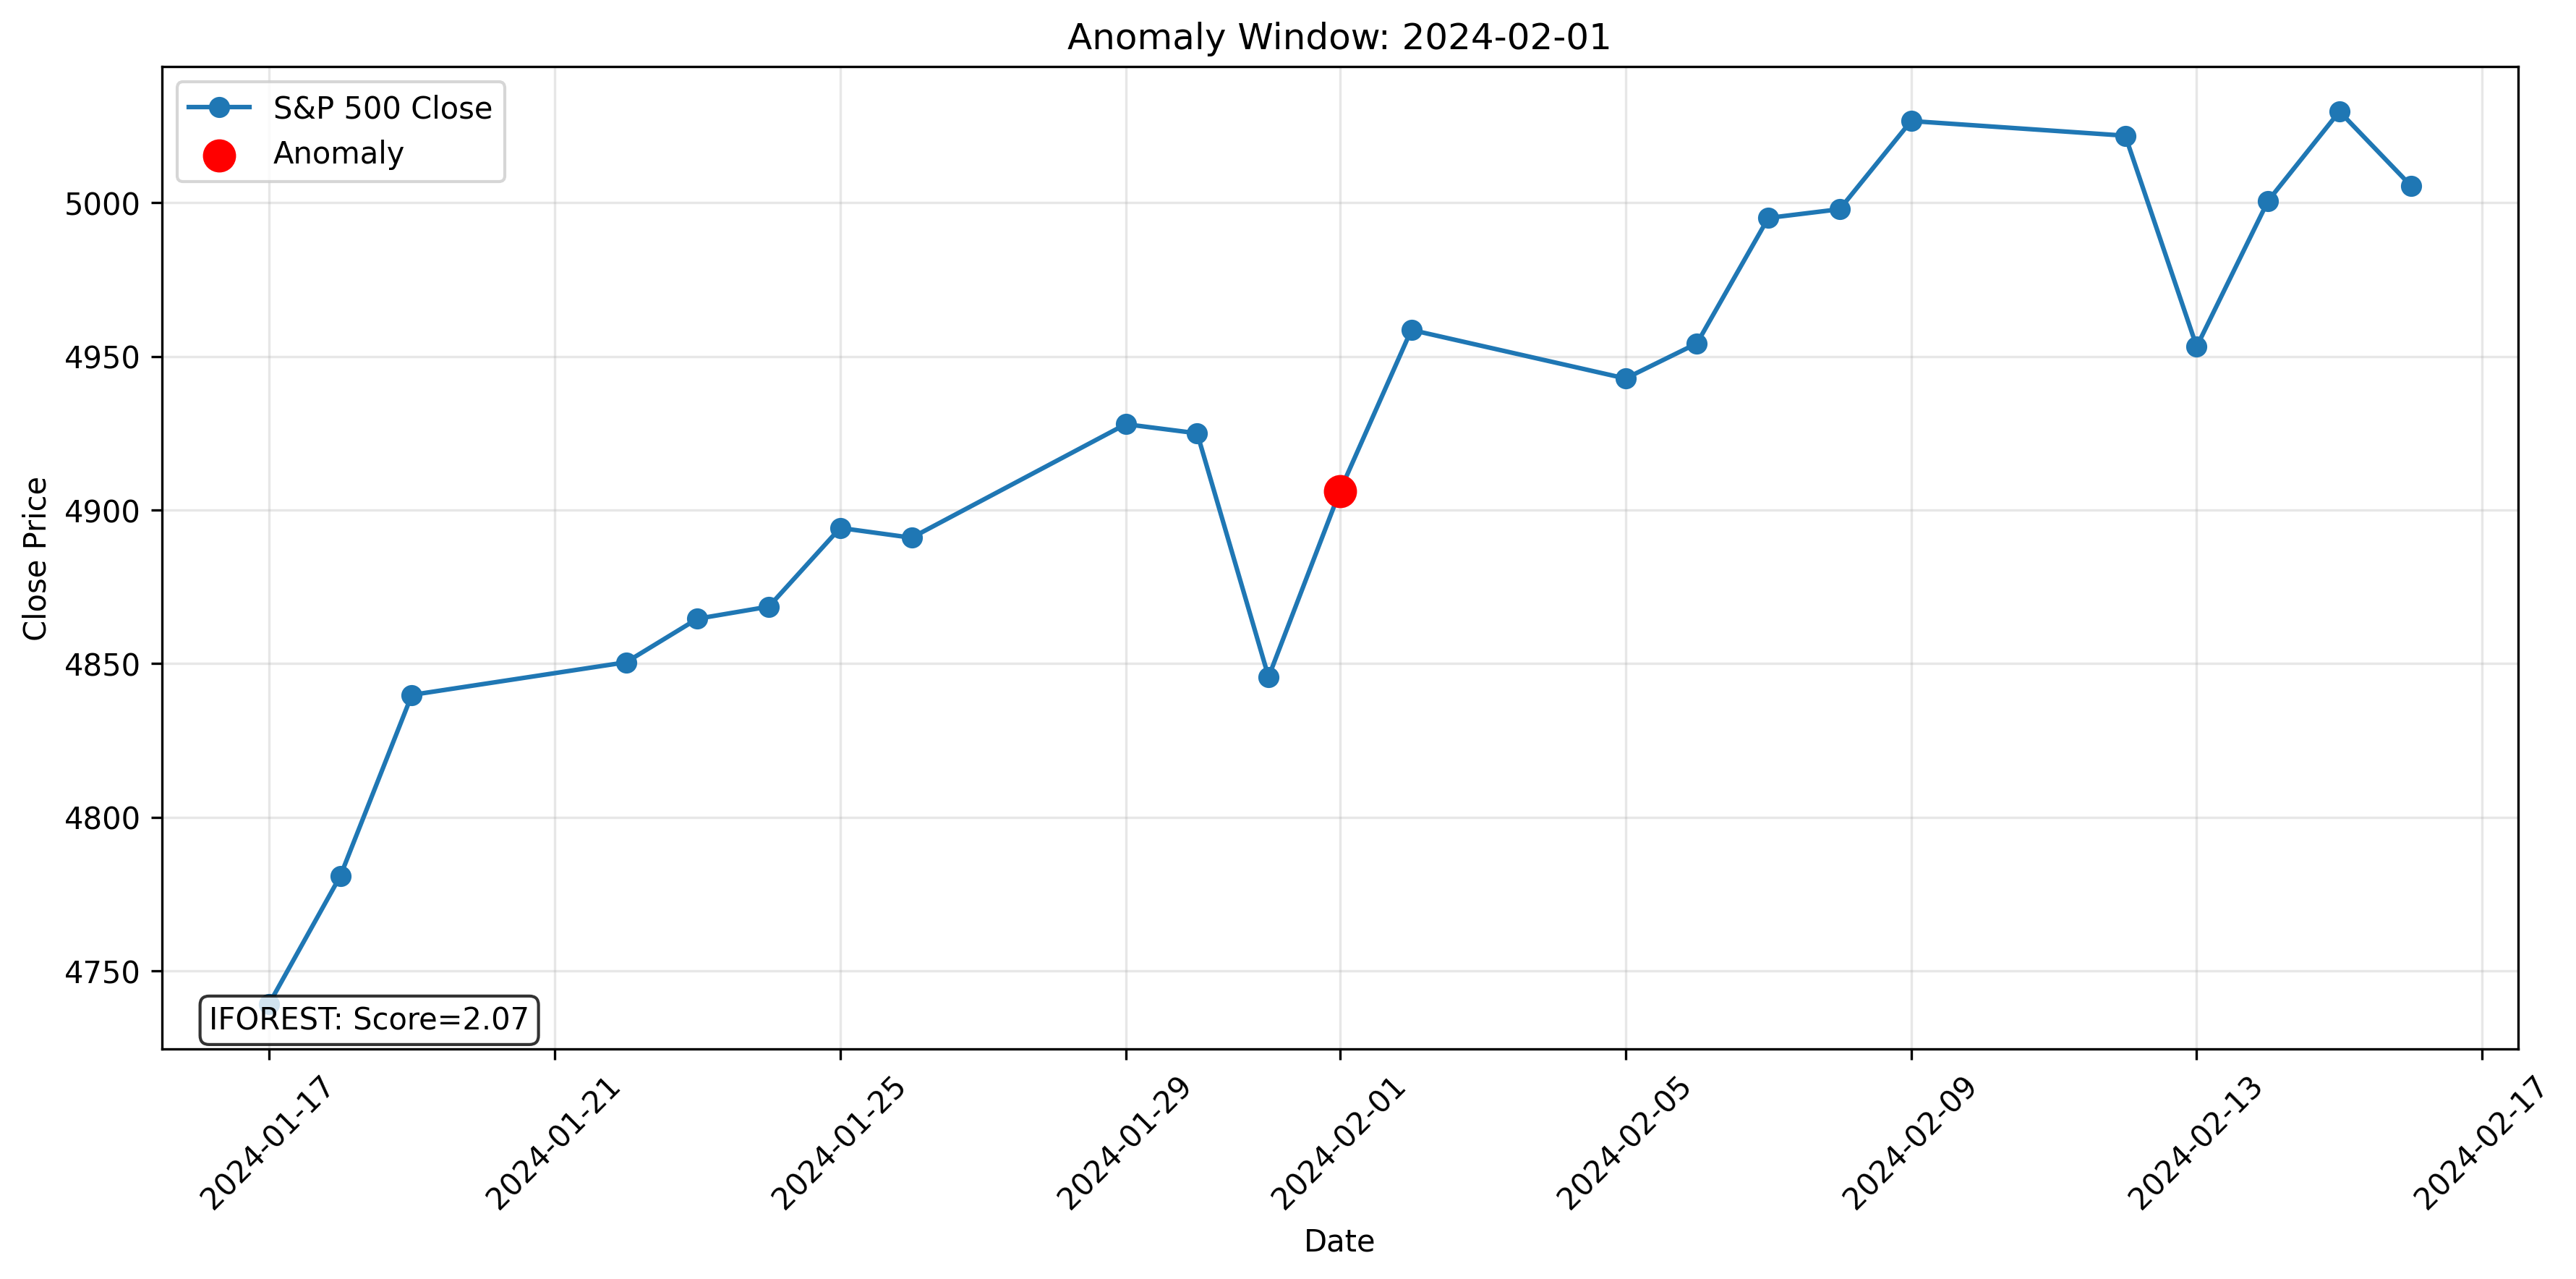 Anomaly Window: 2024-02-01
S&P 500 Close
Anomaly
5000
4950
4900
4850
4800
4750
Close Price
IFOREST: Score=2.07
2024-01-17
2024-01-21
2024-01-25
2024-01-29
2024-02-01
2024-02-05
2024-02-09
2024-02-13
2024-02-17
Date